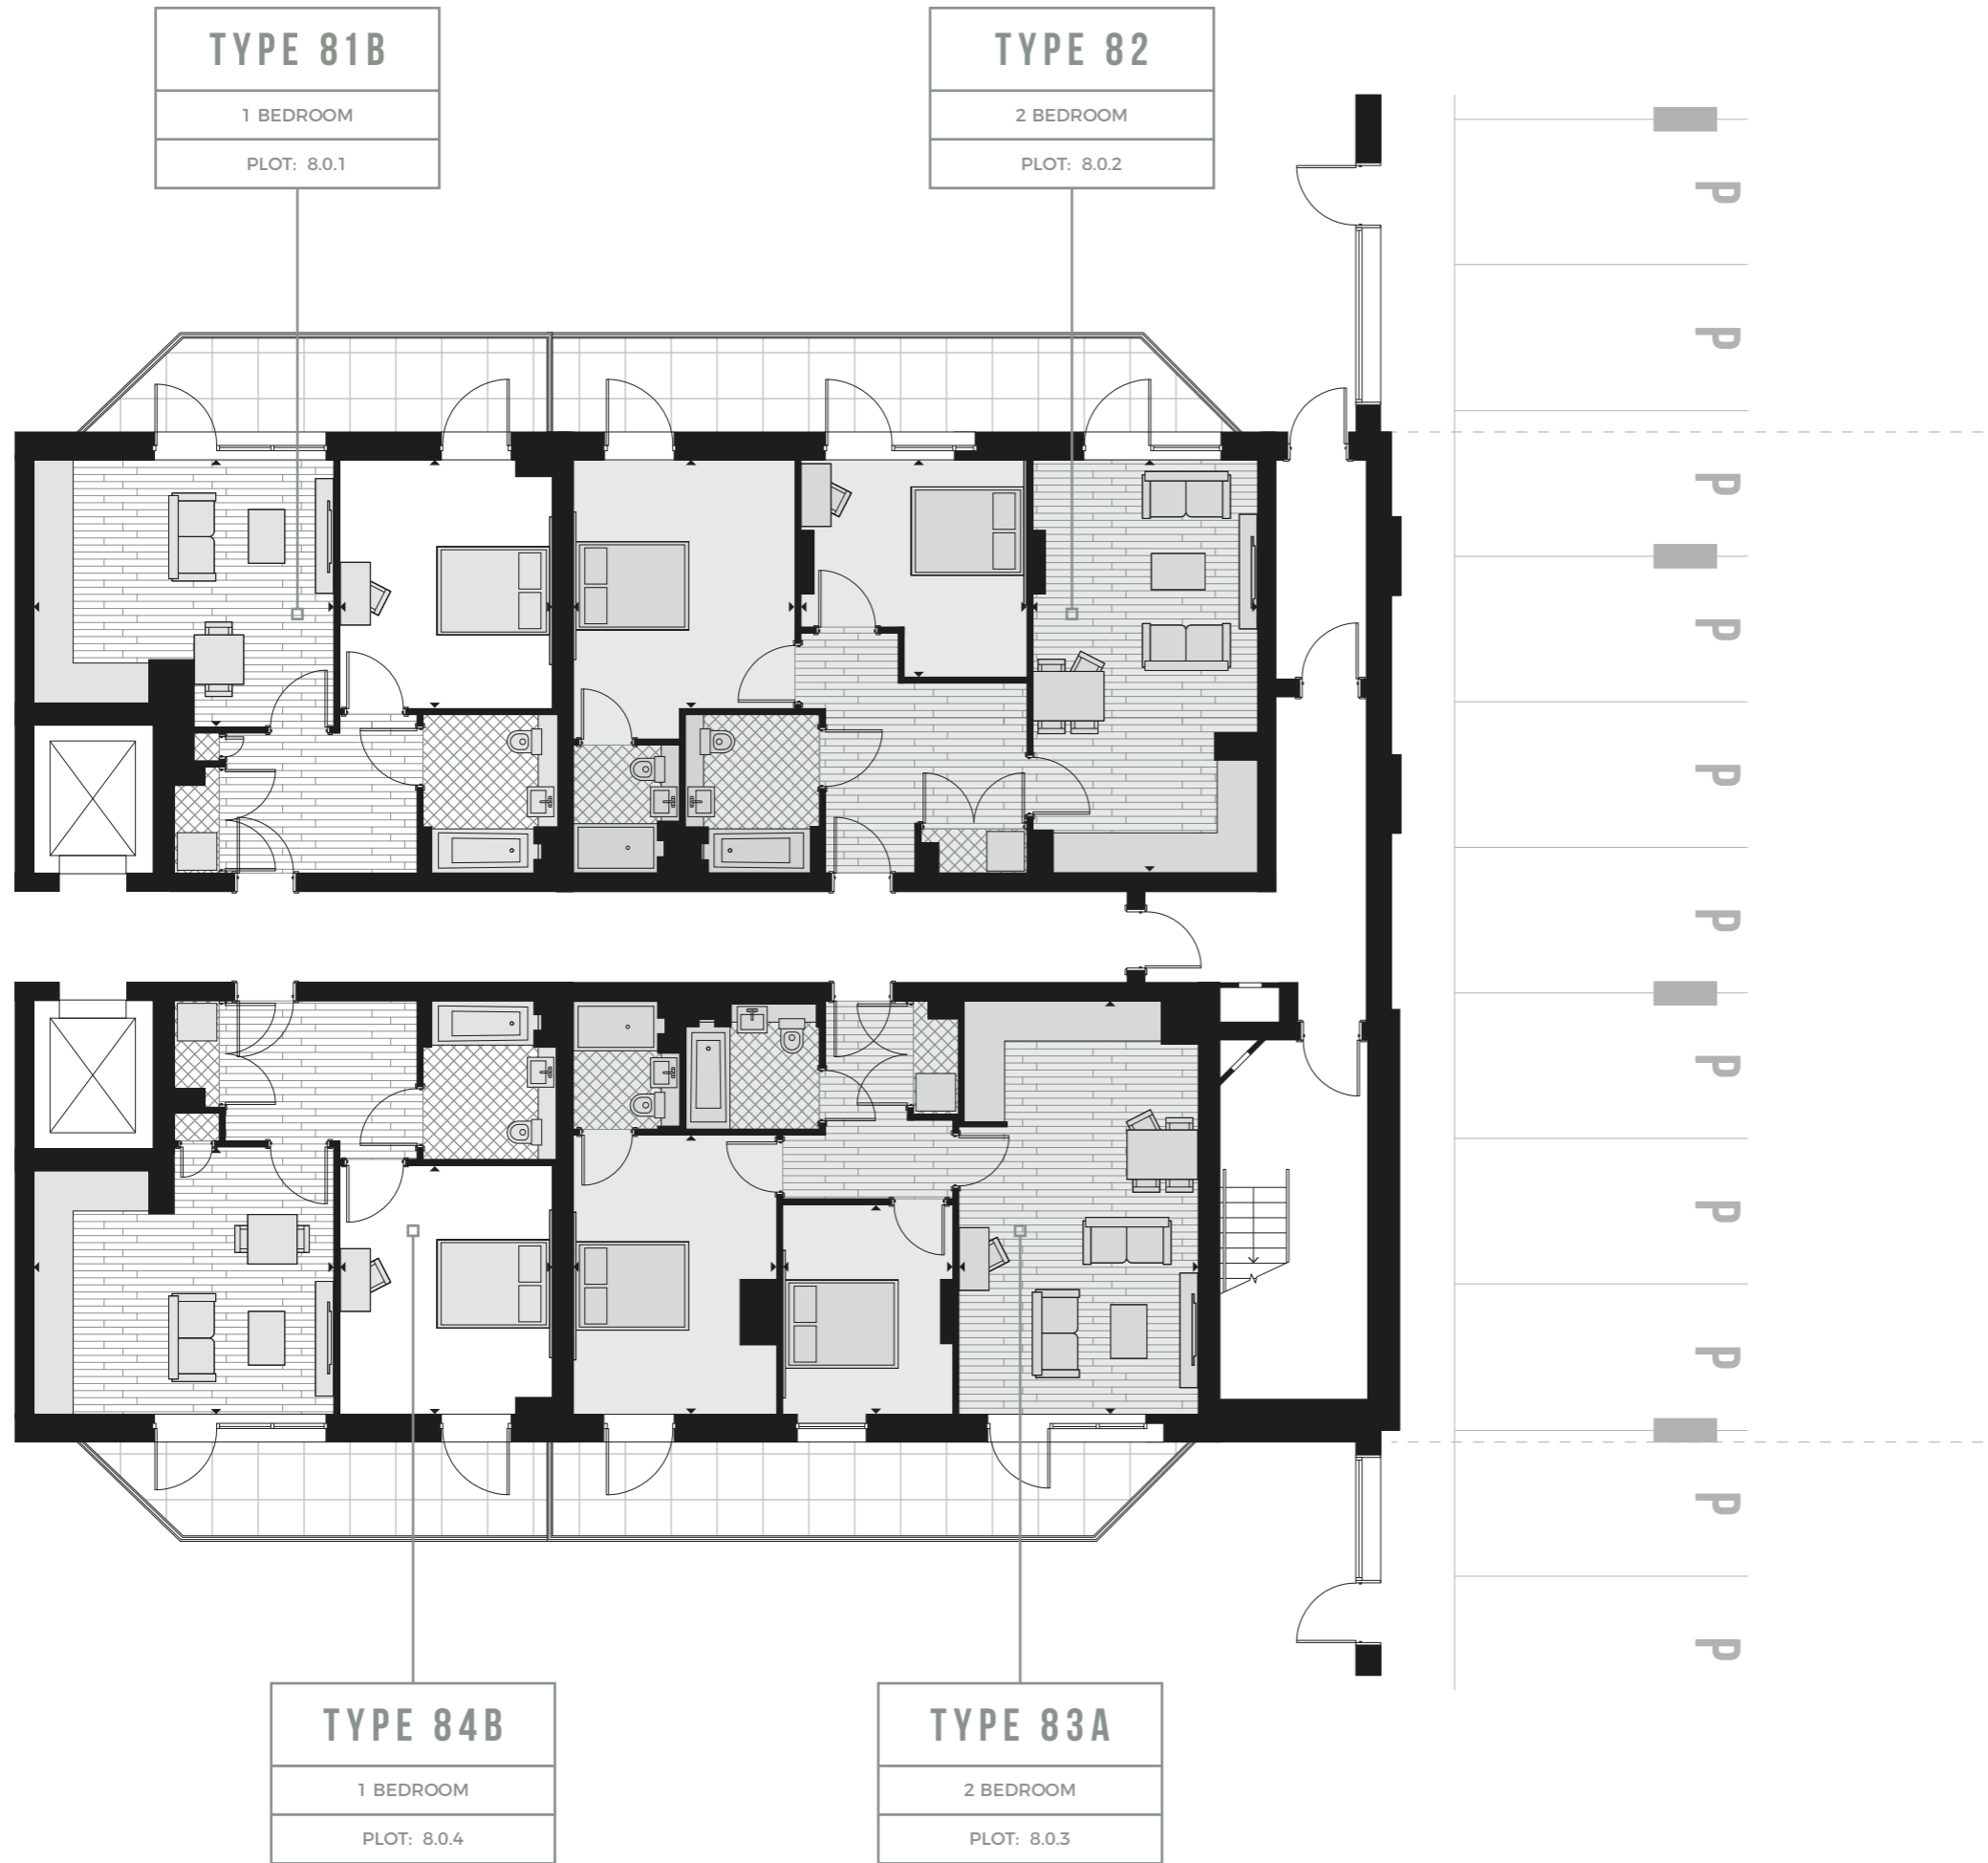 TYPE 81B
1 BEDROOM
PLOT: 8.0.1
TYPE 82
2 BEDROOM
PLOT: 8.0.2
P
P
P
P
P
P
P
P
P
P
P
TYPE 84B
1 BEDROOM
PLOT: 8.0.4
TYPE 83A
2 BEDROOM
PLOT: 8.0.3